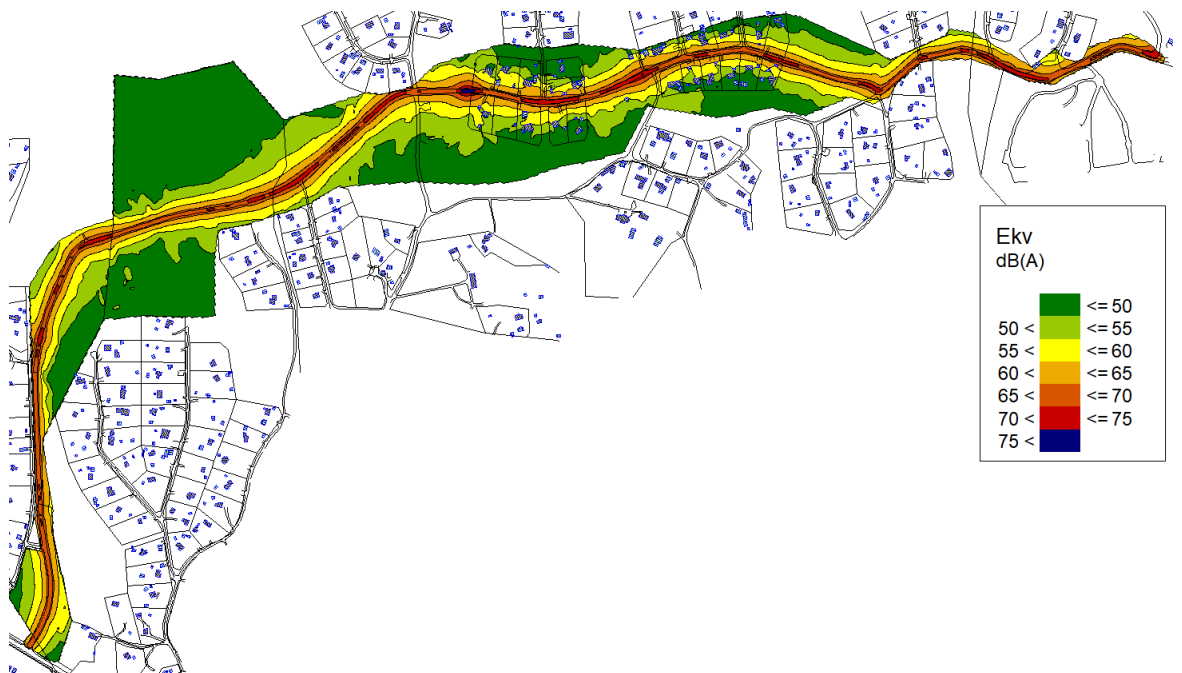 Ekv
dB(A)
<= 50
50 < <= 55
55 < <= 60
60 < <= 65
65 < <= 70
70 < <= 75
75 <